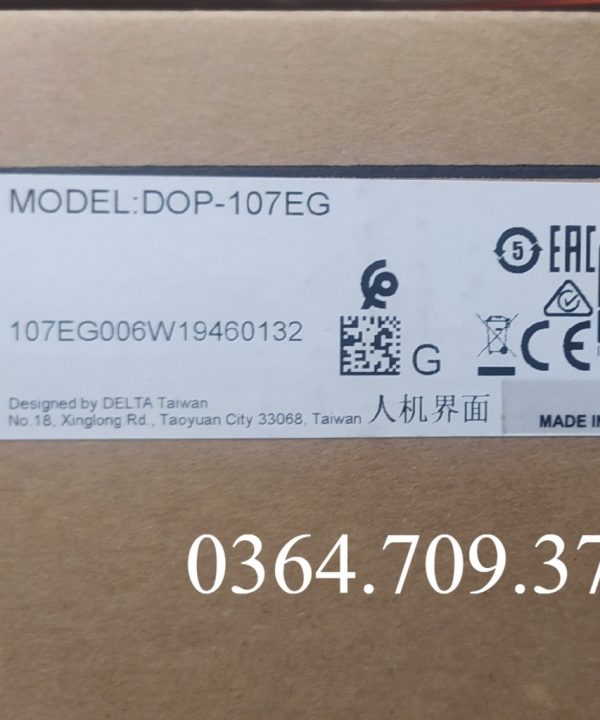 MODEL:DOP-107EG
5
EAC
107EG006W19460132
G
CE
Designed by DELTA Taiwan
No.18, Xinglong Rd., Taoyuan City 33068, Taiwan
人机界面
MADE IN
0364.709.37